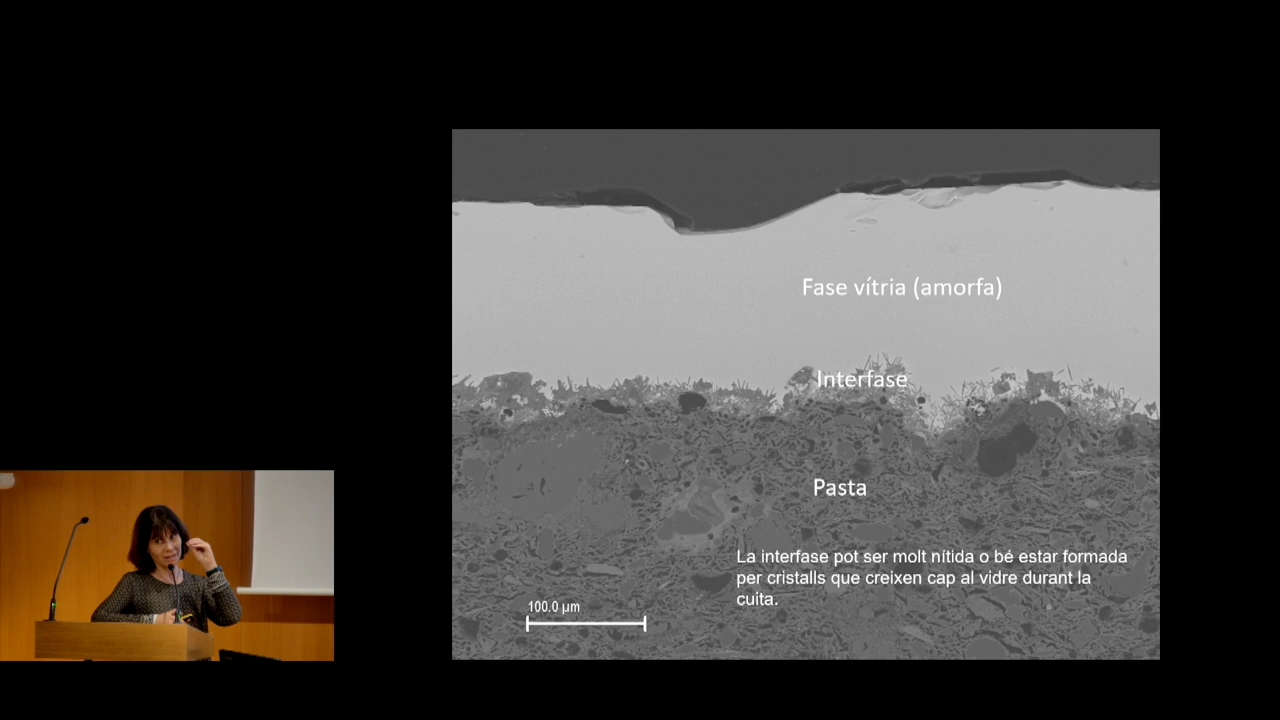 Fase vítria (amorfa)
Interfase
Pasta
La interfase pot ser molt nítida o bé estar formada
per cristalls que creixen cap al vidre durant la
cuita.
100.0 µm